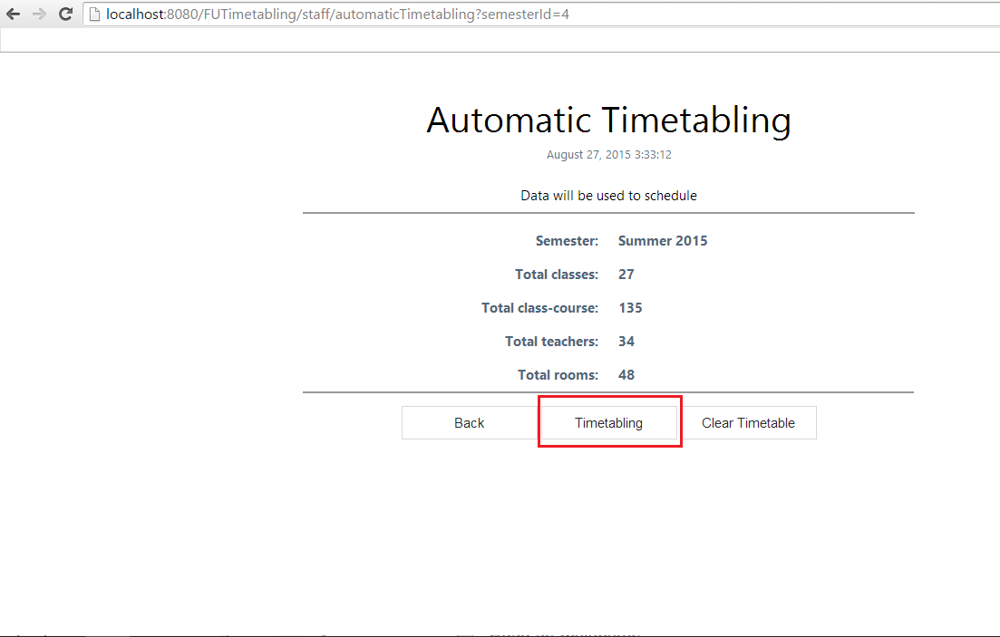 localhost:8080/FUTimetabling/staff/automaticTimetabling?semesterId=4
Automatic Timetabling
August 27, 2015 3:33:12
Data will be used to schedule
Semester: Summer 2015
Total classes: 27
Total class-course: 135
Total teachers: 34
Total rooms: 48
Back Timetabling Clear Timetable